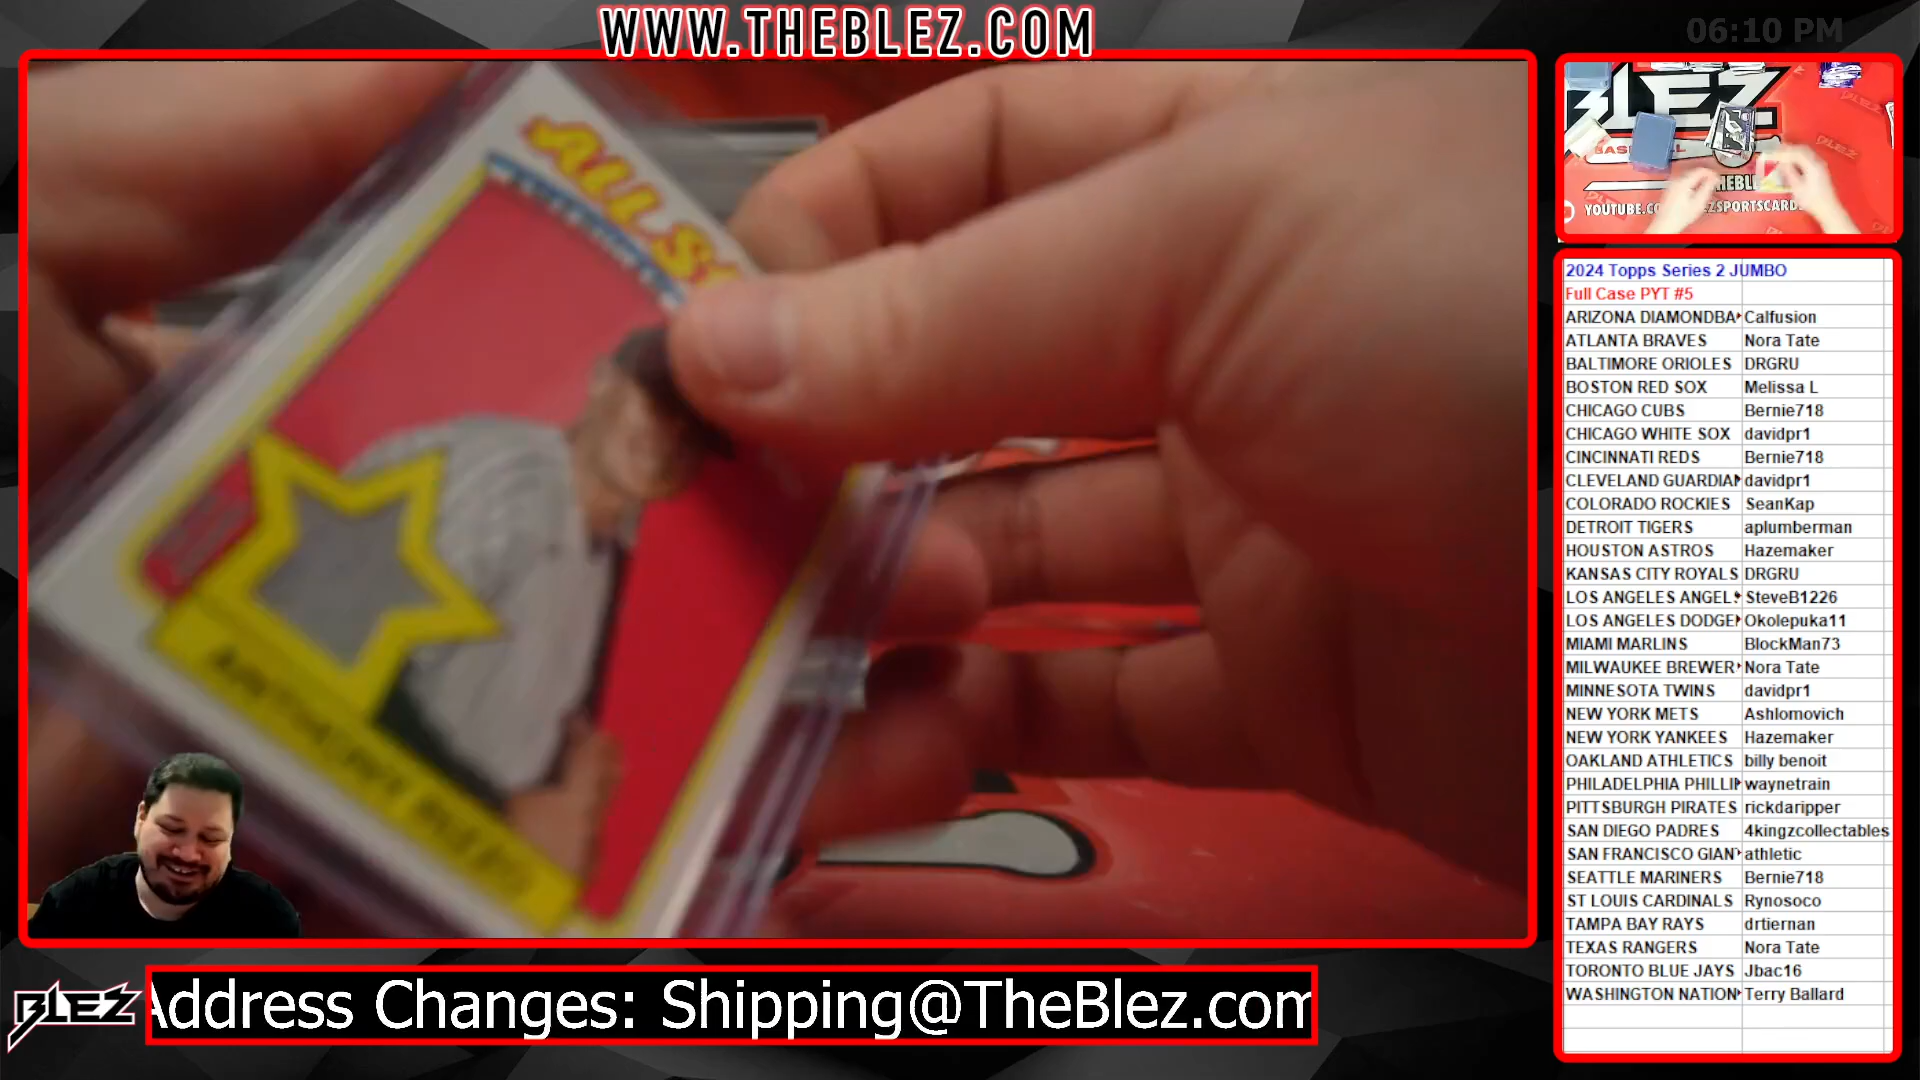 WWW.THEBLEZ.COM
06:10 PM
ALL ST
BLEZ
THEBLE
2024 Topps Series 2 JUMBO
Full Case PYT #5
ARIZONA DIAMONDBA Calfusion
ATLANTA BRAVES Nora Tate
BALTIMORE ORIOLES DRGRU
BOSTON RED SOX Melissa L
CHICAGO CUBS Bernie718
CHICAGO WHITE SOX davidpr1
CINCINNATI REDS Bernie718
CLEVELAND GUARDIAN davidpr1
COLORADO ROCKIES SeanKap
DETROIT TIGERS aplumberman
HOUSTON ASTROS Hazemaker
KANSAS CITY ROYALS DRGRU
LOS ANGELES ANGELS SteveB1226
LOS ANGELES DODGE Okolepuka11
MIAMI MARLINS BlockMan73
MILWAUKEE BREWER Nora Tate
MINNESOTA TWINS davidpr1
NEW YORK METS Ashlomovich
NEW YORK YANKEES Hazemaker
OAKLAND ATHLETICS billy benoit
PHILADELPHIA PHILLI waynetrain
PITTSBURGH PIRATES rickdaripper
SAN DIEGO PADRES 4kingzcollectables
SAN FRANCISCO GIAN athletic
SEATTLE MARINERS Bernie718
ST LOUIS CARDINALS Rynosoco
TAMPA BAY RAYS drtiernan
TEXAS RANGERS Nora Tate
TORONTO BLUE JAYS Jbac16
WASHINGTON NATION Terry Ballard
BLEZ
Address Changes: Shipping@TheBlez.com